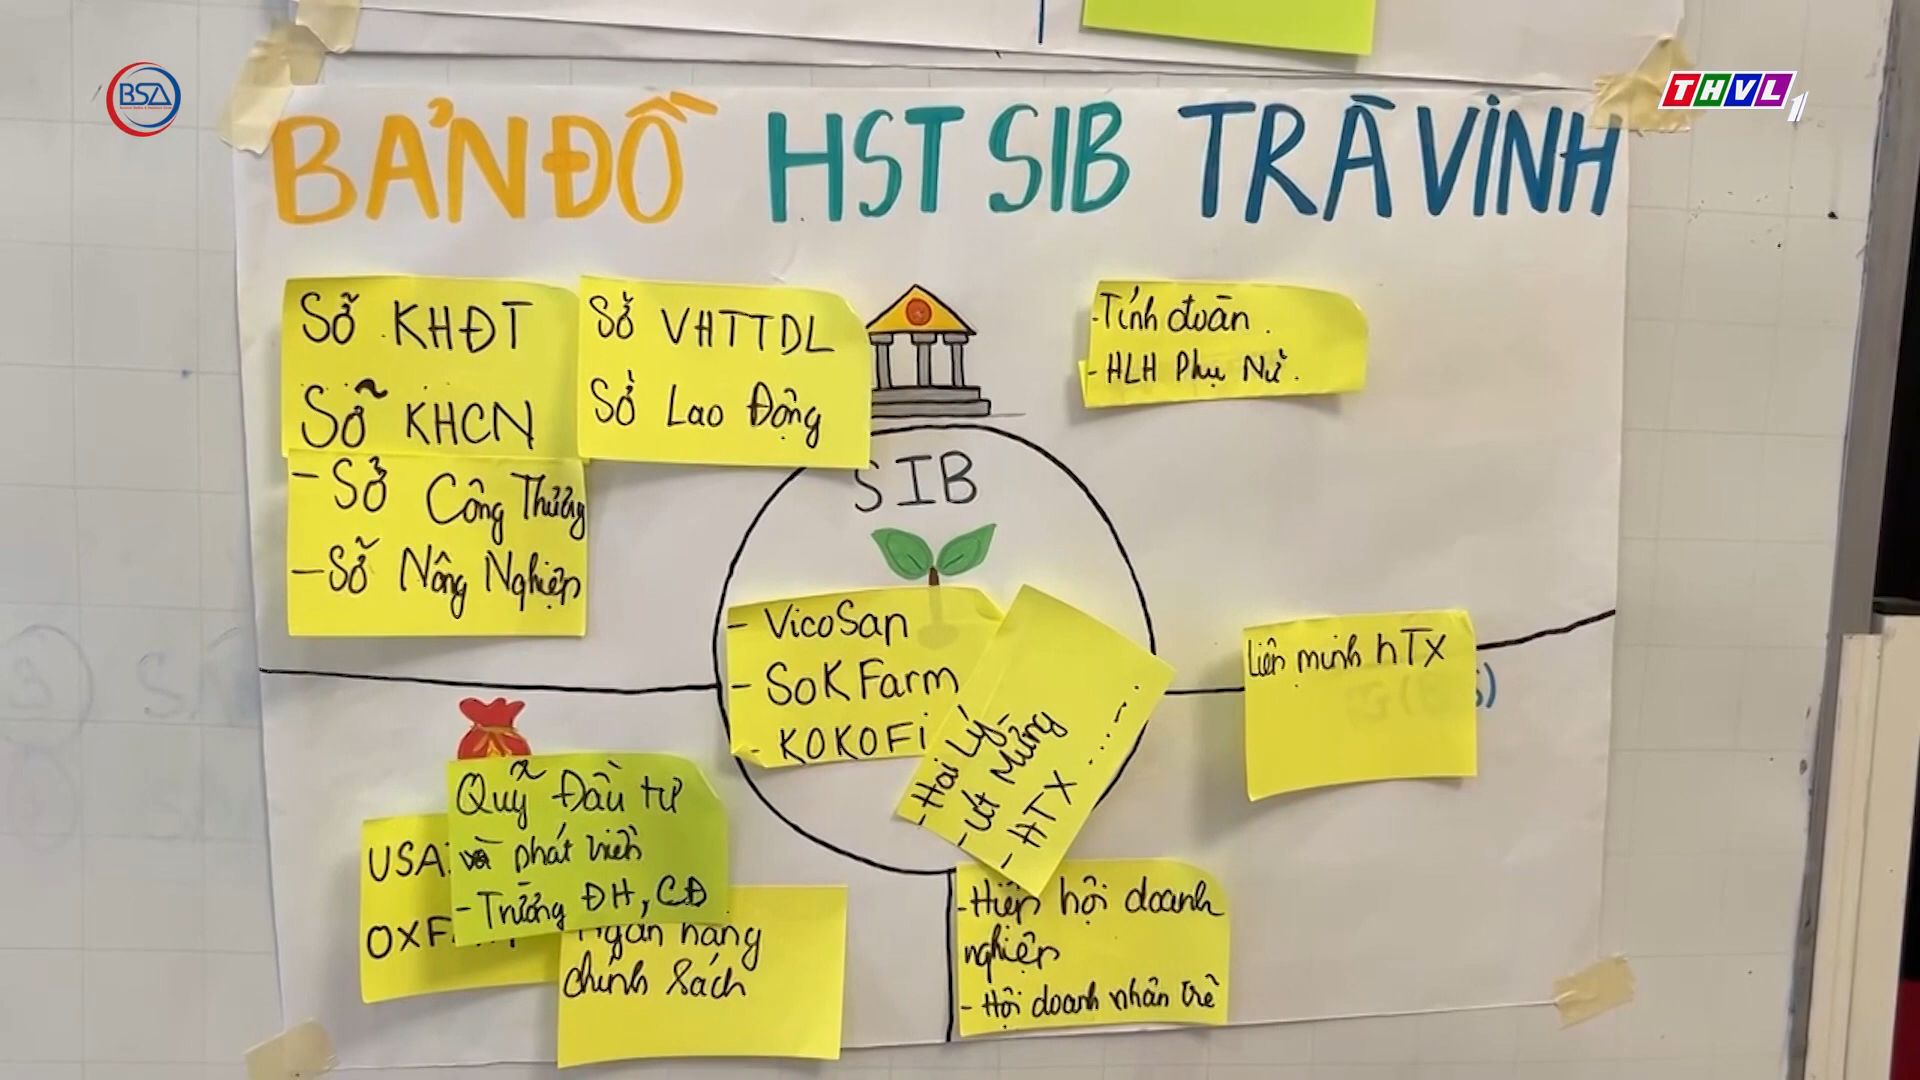 BSA
THVL1
BẢN ĐỒ HST SIB TRÀ VINH
Sở KHĐT
Sở KHCN
Sở VHTTDL
Sở Lao Động
- Tỉnh đoàn.
- HLH Phụ Nữ.
- Sở Công Thương
- Sở Nông Nghiệp
SIB
- VicoSan
- SoK Farm
- KOKOFi
- Hai Lý
- Út Mừng
- HTX .....
Liên minh hTX
Quỹ Đầu tư
và phát triển
- Trường ĐH, CĐ
USA
OXF
Ngân hàng
chính sách
- Hiệp hội doanh
nghiệp
- Hội doanh nhân trẻ